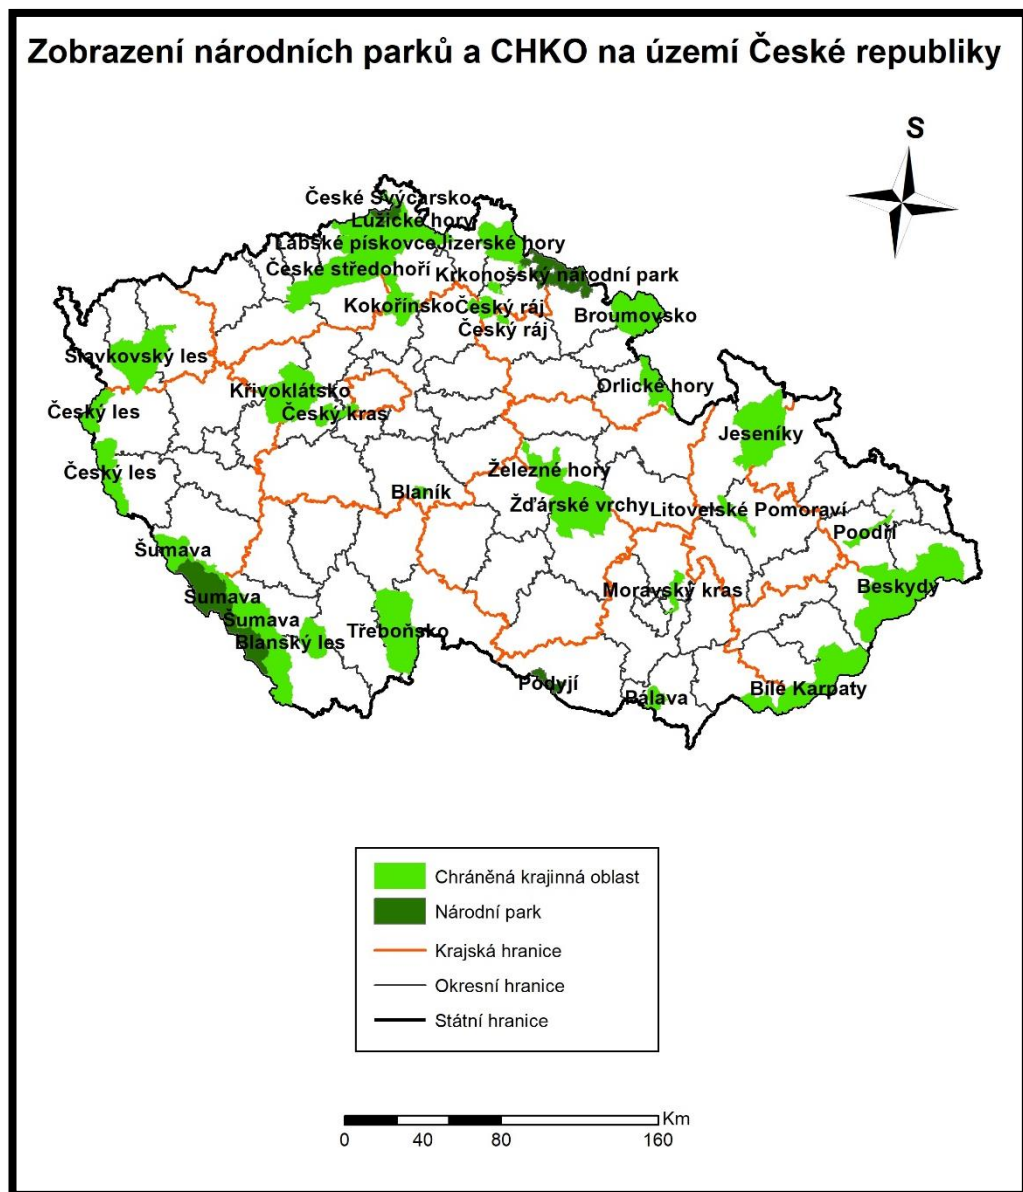 Zobrazení národních parků a CHKO na území České republiky
S
České Švýcarsko
Lužické hory
Labské pískovce
Jizerské hory
České středohoří
Krkonošský národní park
Kokořínsko
Český ráj
Český ráj
Broumovsko
Slavkovský les
Křivoklátsko
Orlické hory
Český les
Český kras
Jeseníky
Český les
Železné hory
Blaník
Žďárské vrchy
Litovelské Pomoraví
Poodří
Šumava
Beskydy
Moravský kras
Šumava
Šumava
Třeboňsko
Blanský les
Podyjí
Pálava
Bílé Karpaty
Chráněná krajinná oblast
Národní park
Krajská hranice
Okresní hranice
Státní hranice
Km
0 40 80 160